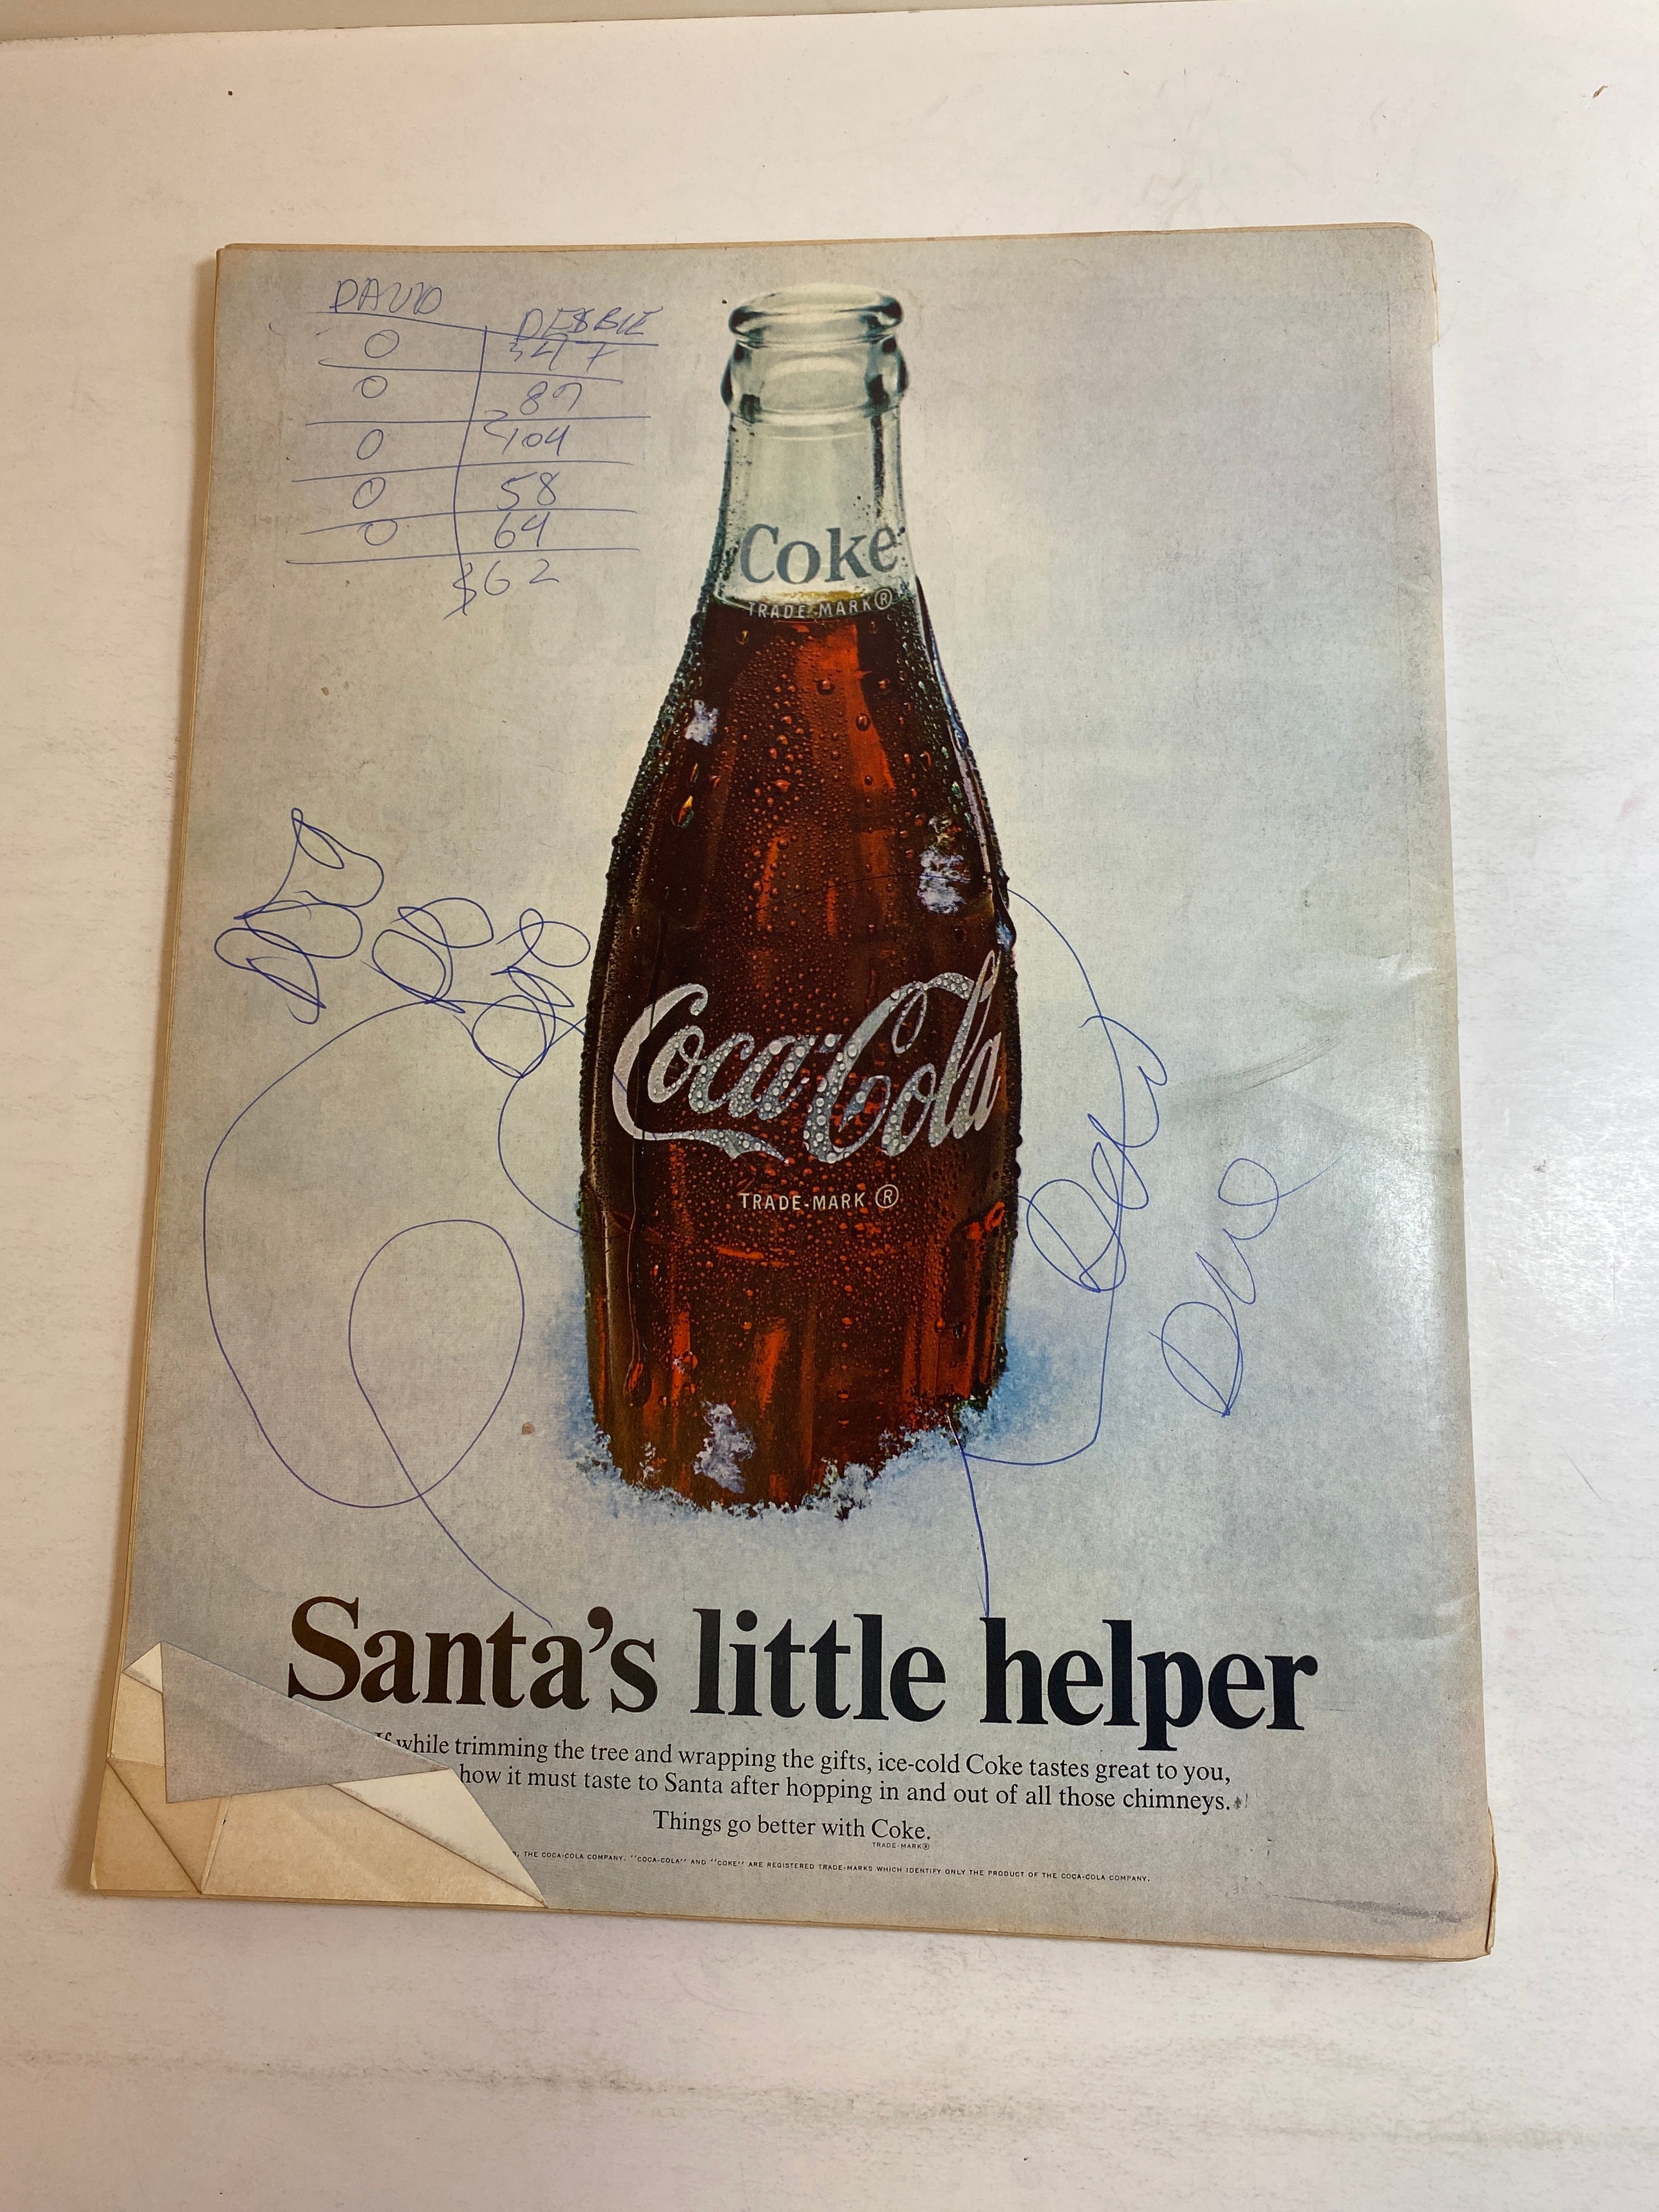 DAVID DEBBIE
0 347
0 87
0 104
0 58
0 64
$62
Coke
TRADE-MARK®
Coca-Cola
TRADE-MARK ®
Santa's little helper
If while trimming the tree and wrapping the gifts, ice-cold Coke tastes great to you,
how it must taste to Santa after hopping in and out of all those chimneys.
Things go better with Coke.
TRADE-MARK®
THE COCA-COLA COMPANY. "COCA-COLA" AND "COKE" ARE REGISTERED TRADE-MARKS WHICH IDENTIFY ONLY THE PRODUCT OF THE COCA-COLA COMPANY.